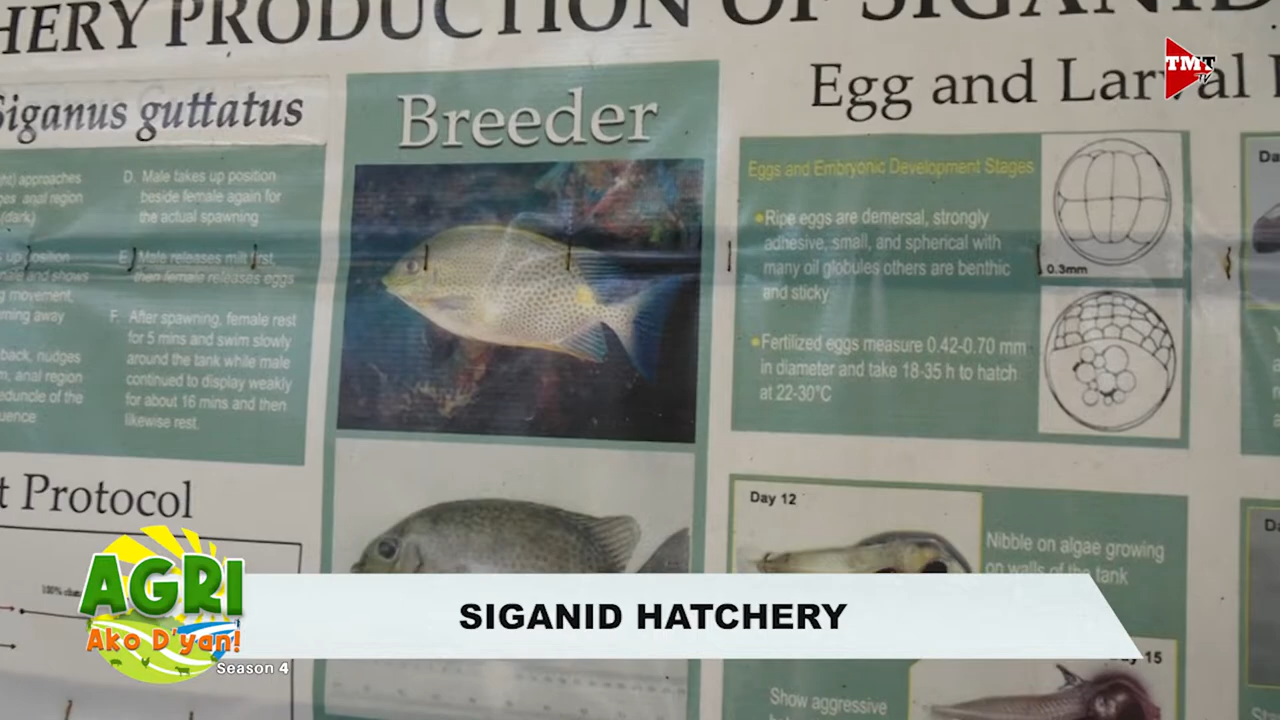 HERY PRODUCTION OF SIGANID
TMT
TV
Siganus guttatus
approaches
anal region
(dark)
position
and shows
movement,
ming away
back, nudges
anal region
peduncle of the
uence
D. Male takes up position
beside female again for
the actual spawning
E. Male releases milt first,
then female releases eggs
F. After spawning, female rest
for 5 mins and swim slowly
around the tank while male
continued to display weakly
for about 16 mins and then
likewise rest.
t Protocol
100%
Breeder
Egg and Larval
Eggs and Embryonic Development Stages
•Ripe eggs are demersal, strongly
adhesive, small, and spherical with
many oil globules others are benthic
and sticky
•Fertilized eggs measure 0.42-0.70 mm
in diameter and take 18-35 h to hatch
at 22-30°C
0.3mm
Day 12
Nibble on algae growing
on walls of the tank
Day 15
Show aggressive
AGRI
Ako D'yan!
Season 4
SIGANID HATCHERY